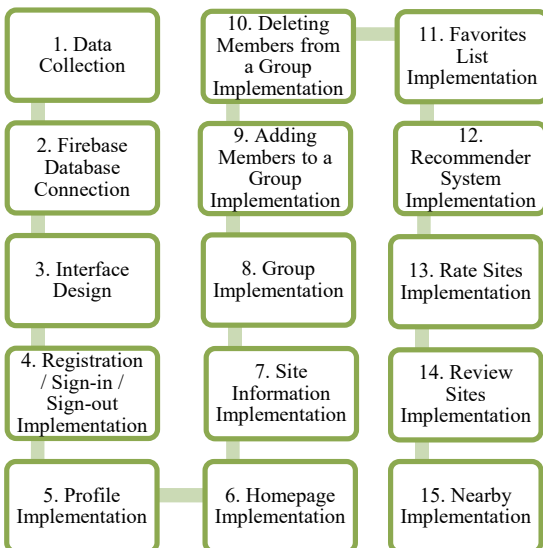 1. Data
Collection
2. Firebase
Database
Connection
3. Interface
Design
4. Registration
/ Sign-in /
Sign-out
Implementation
5. Profile
Implementation
6. Homepage
Implementation
7. Site
Information
Implementation
8. Group
Implementation
9. Adding
Members to a
Group
Implementation
10. Deleting
Members from
a Group
Implementation
11. Favorites
List
Implementation
12.
Recommender
System
Implementation
13. Rate Sites
Implementation
14. Review
Sites
Implementation
15. Nearby
Implementation